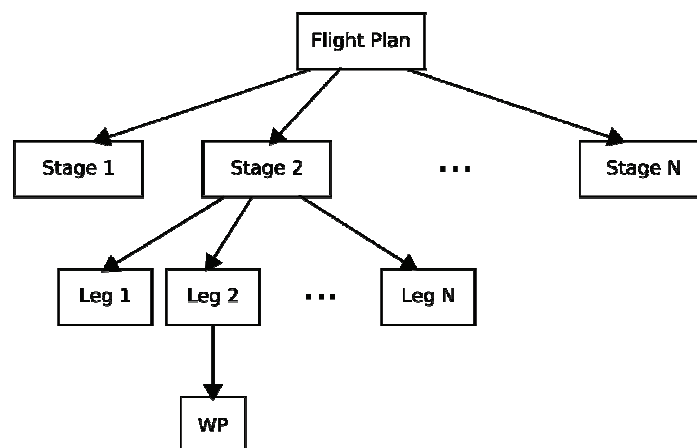 Flight Plan
Stage 1
Stage 2
...
Stage N
Leg 1
Leg 2
...
Leg N
WP